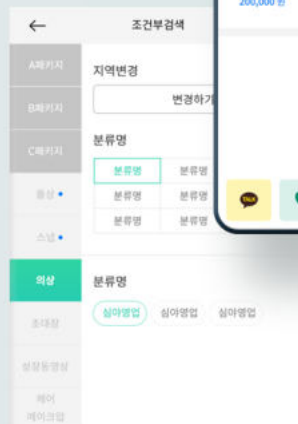 200,000 원
조건부검색
A패키지
지역변경
변경하기
B패키지
분류명
C패키지
분류명 분류명
본상
분류명 분류명
TALK
스냅
분류명 분류명
의상
분류명
심야영업 심야영업 심야영업
초대장
성장동영상
헤어
메이크업